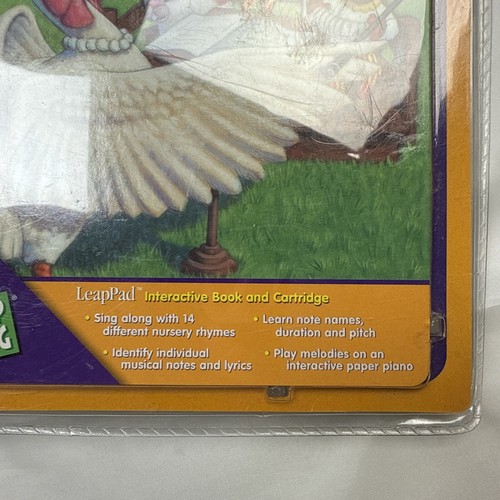 LeapPad™ Interactive Book and Cartridge
• Sing along with 14
different nursery rhymes
• Identify individual
musical notes and lyrics
• Learn note names,
duration and pitch
• Play melodies on an
interactive paper piano